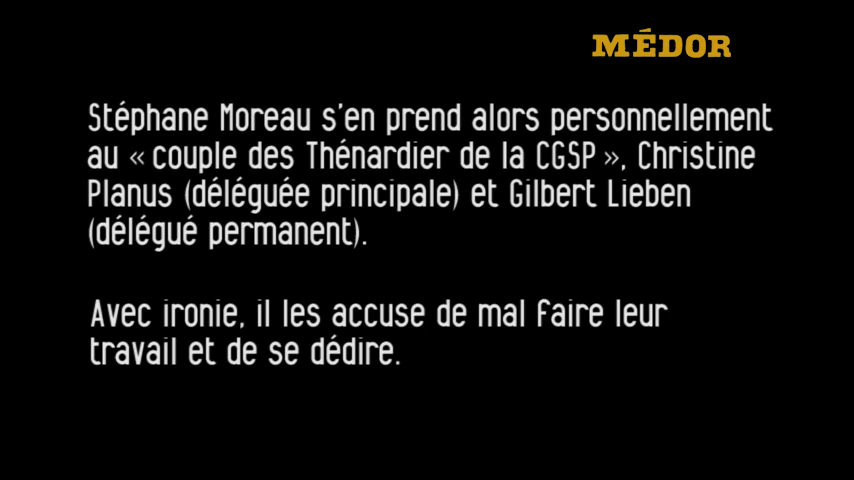 MÉDOR
Stéphane Moreau s'en prend alors personnellement
au « couple des Thénardier de la CGSP », Christine
Planus (déléguée principale) et Gilbert Lieben
(délégué permanent).
Avec ironie, il les accuse de mal faire leur
travail et de se dédire.